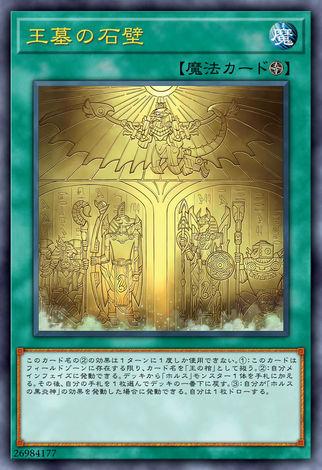 王墓の石壁
魔
【魔法カード】
このカード名の②の効果は１ターンに１度しか使用できない。①:このカードは
フィールドゾーンに存在する限り、カード名を「王の棺」として扱う。②:自分メ
インフェイズに発動できる。デッキから「ホルス」モンスター１体を手札に加え
る。その後、自分の手札を１枚選んでデッキの一番下に戻す。③:自分が「ホルス
の黒炎神」の効果を発動した場合に発動できる。自分は１枚ドローする。
26984177